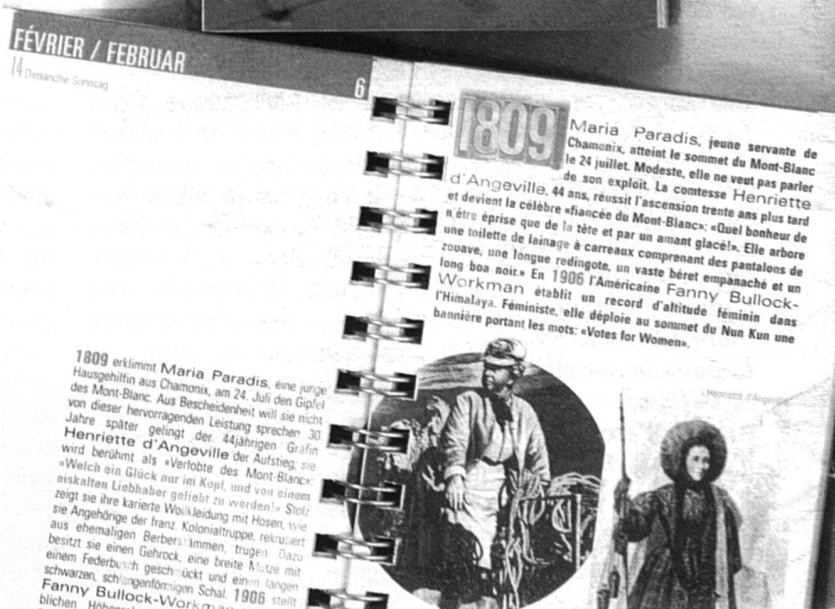 FÉVRIER / FEBRUAR
14 Dimanche Sonntag
6
1809
Maria Paradis, jeune servante de
Chamonix, atteint le sommet du Mont-Blanc
le 24 juillet. Modeste, elle ne veut pas parler
de son exploit. La comtesse Henriette
d'Angeville, 44 ans, réussit l'ascension trente ans plus tard
et devient la célèbre «fiancée du Mont-Blanc»: «Quel bonheur de
n'être éprise que de la tête et par un amant glacé!». Elle arbore
une toilette de lainage à carreaux comprenant des pantalons de
zouave, une longue redingote, un vaste béret empanaché et un
long boa noir.» En 1906 l'Américaine Fanny Bullock-
Workman établit un record d'altitude féminin dans
l'Himalaya. Féministe, elle déploie au sommet du Nun Kun une
bannière portant les mots: «Votes for Women».
1809 erklimmt Maria Paradis, eine junge
Hausgehilfin aus Chamonix, am 24. Juli den Gipfel
des Mont-Blanc. Aus Bescheidenheit will sie nicht
von dieser hervorragenden Leistung sprechen. 30
Jahre später gelingt der 44jährigen Gräfin
Henriette d'Angeville der Aufstieg; sie
wird berühmt als «Verlobte des Mont-Blanc»:
«Welch ein Glück nur im Kopf, und von einem
eiskalten Liebhaber geliebt zu werden!» Stolz
zeigt sie ihre karierte Wollkleidung mit Hosen, wie
sie Angehörige der franz. Kolonialtruppe, rekrutiert
aus ehemaligen Berberstämmen, trugen. Dazu
besitzt sie einen Gehrock, eine breite Mütze mit
einem Federbusch geschmückt und einen langen
schwarzen, schlangenförmigen Schal. 1906 stellt
Fanny Bullock-Workman
blichen